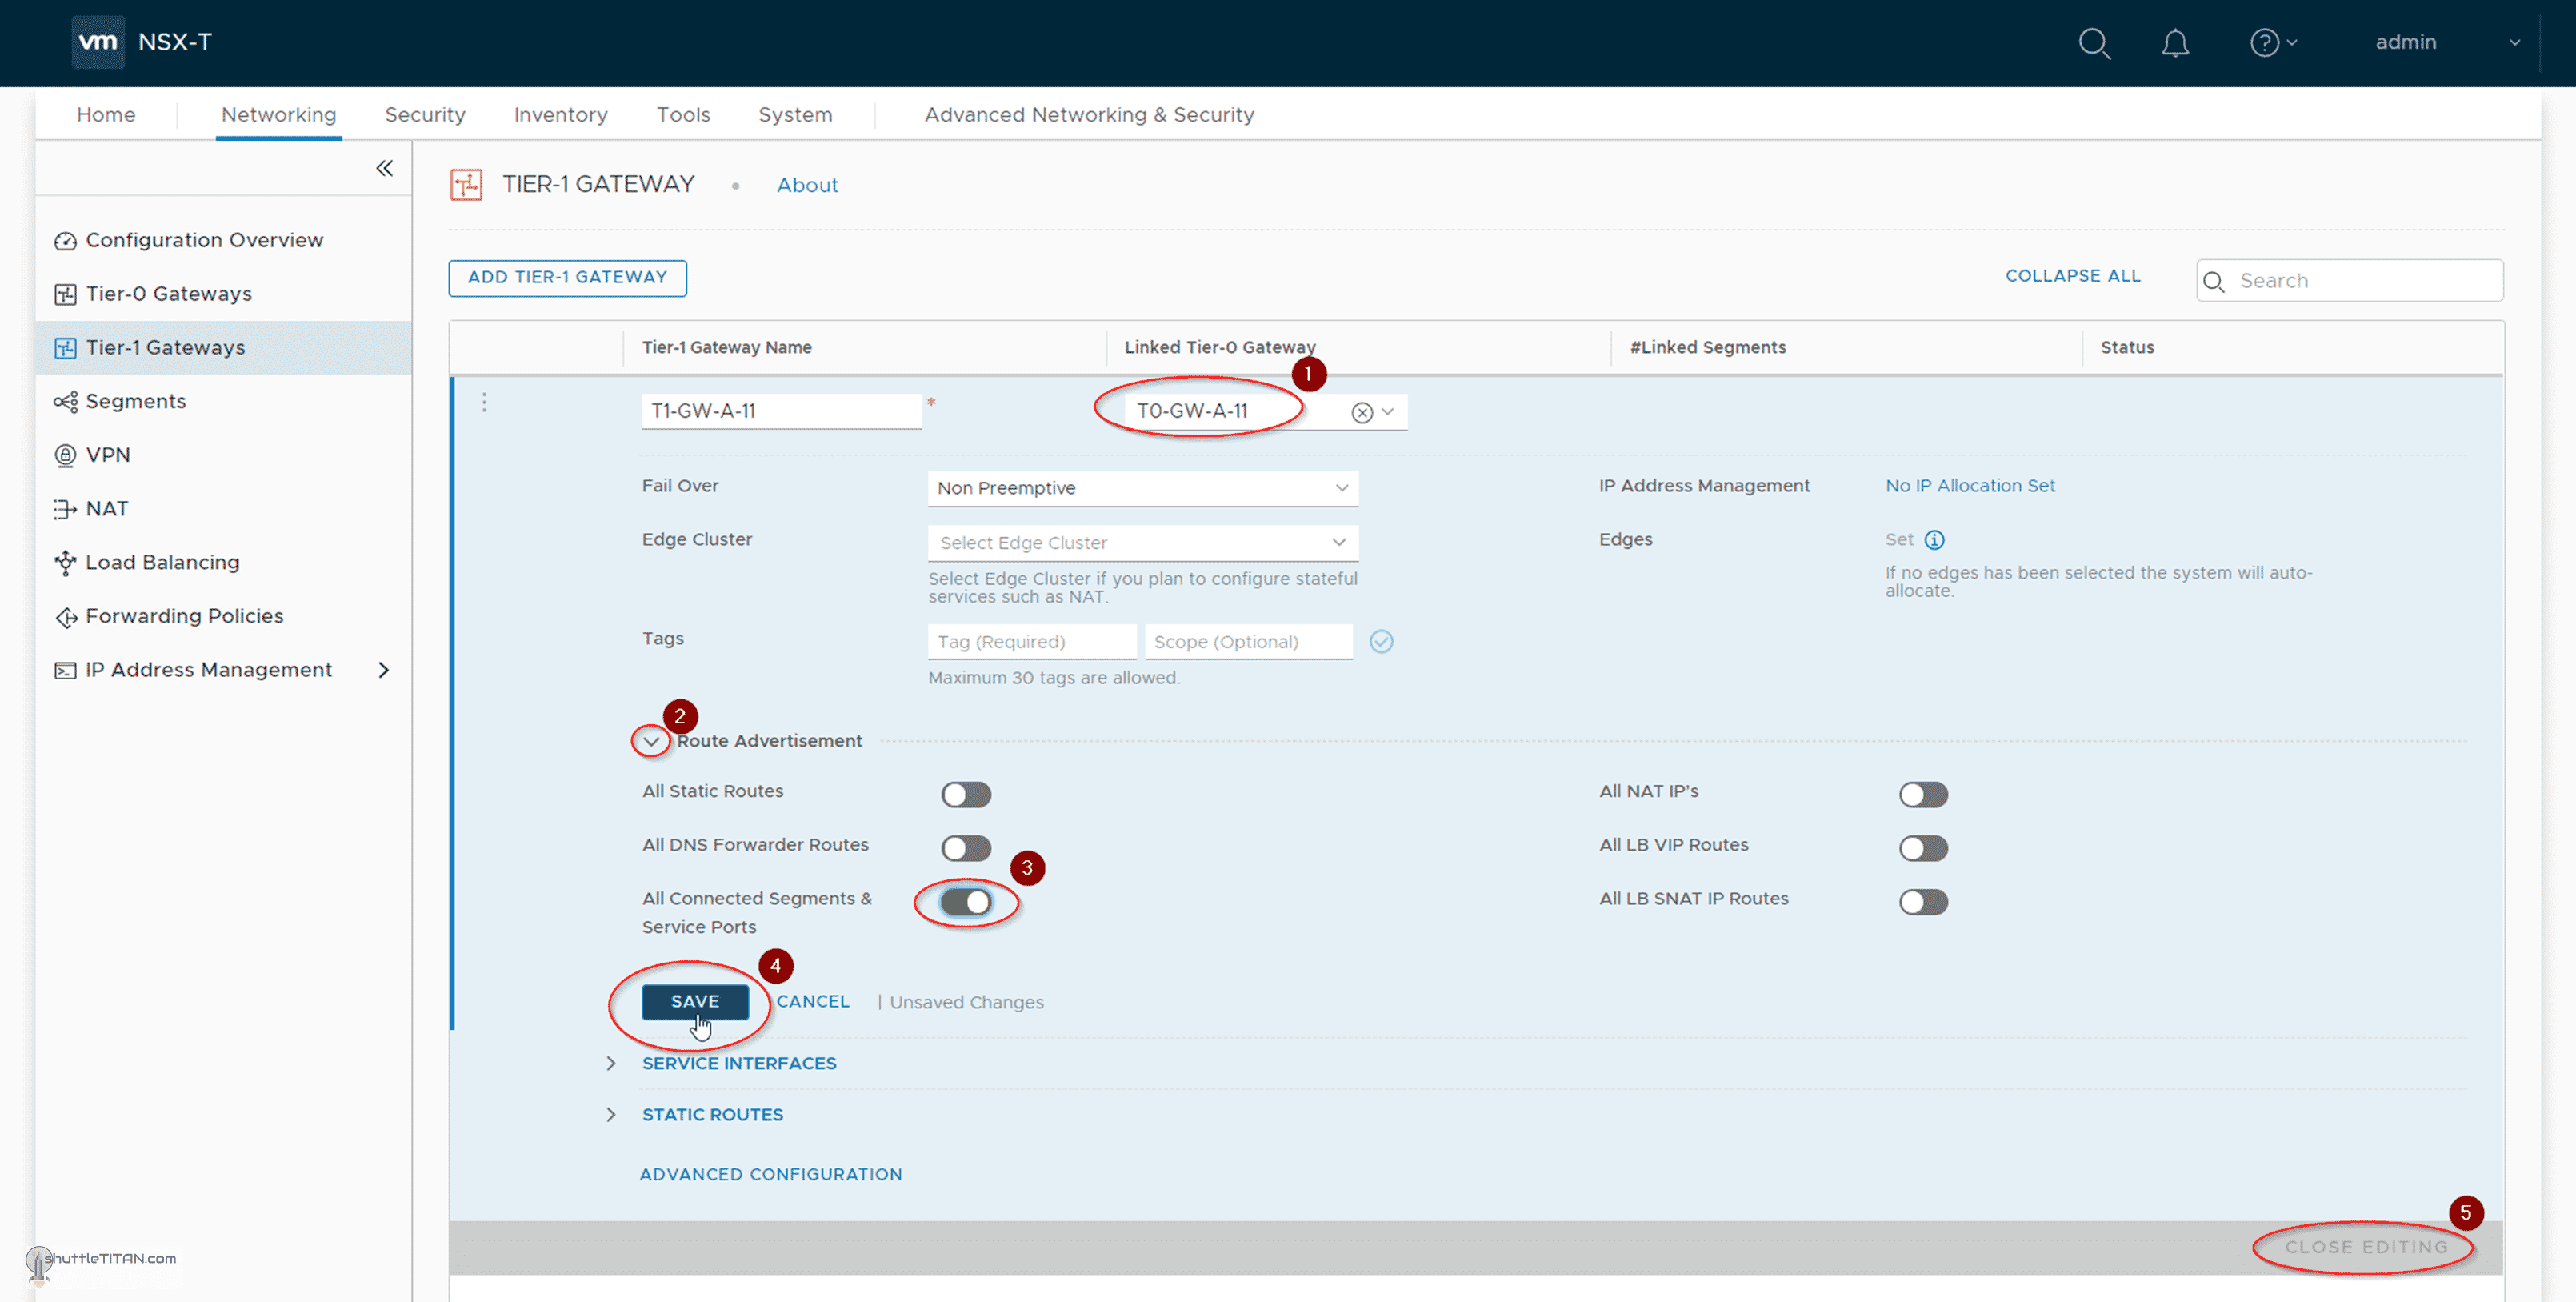 vm NSX-T admin
Home Networking Security Inventory Tools System Advanced Networking & Security
Configuration Overview
Tier-0 Gateways
Tier-1 Gateways
Segments
VPN
NAT
Load Balancing
Forwarding Policies
IP Address Management
TIER-1 GATEWAY • About
ADD TIER-1 GATEWAY COLLAPSE ALL Search
Tier-1 Gateway Name Linked Tier-0 Gateway #Linked Segments Status
1
T1-GW-A-11 * T0-GW-A-11
Fail Over Non Preemptive IP Address Management No IP Allocation Set
Edge Cluster Select Edge Cluster Edges Set
Select Edge Cluster if you plan to configure stateful
services such as NAT.
If no edges has been selected the system will auto-
allocate.
Tags Tag (Required) Scope (Optional)
Maximum 30 tags are allowed.
2
Route Advertisement
All Static Routes All NAT IP's
All DNS Forwarder Routes All LB VIP Routes
3
All Connected Segments &
Service Ports
All LB SNAT IP Routes
4
SAVE CANCEL | Unsaved Changes
SERVICE INTERFACES
STATIC ROUTES
ADVANCED CONFIGURATION
5
CLOSE EDITING
shuttleTITAN.com